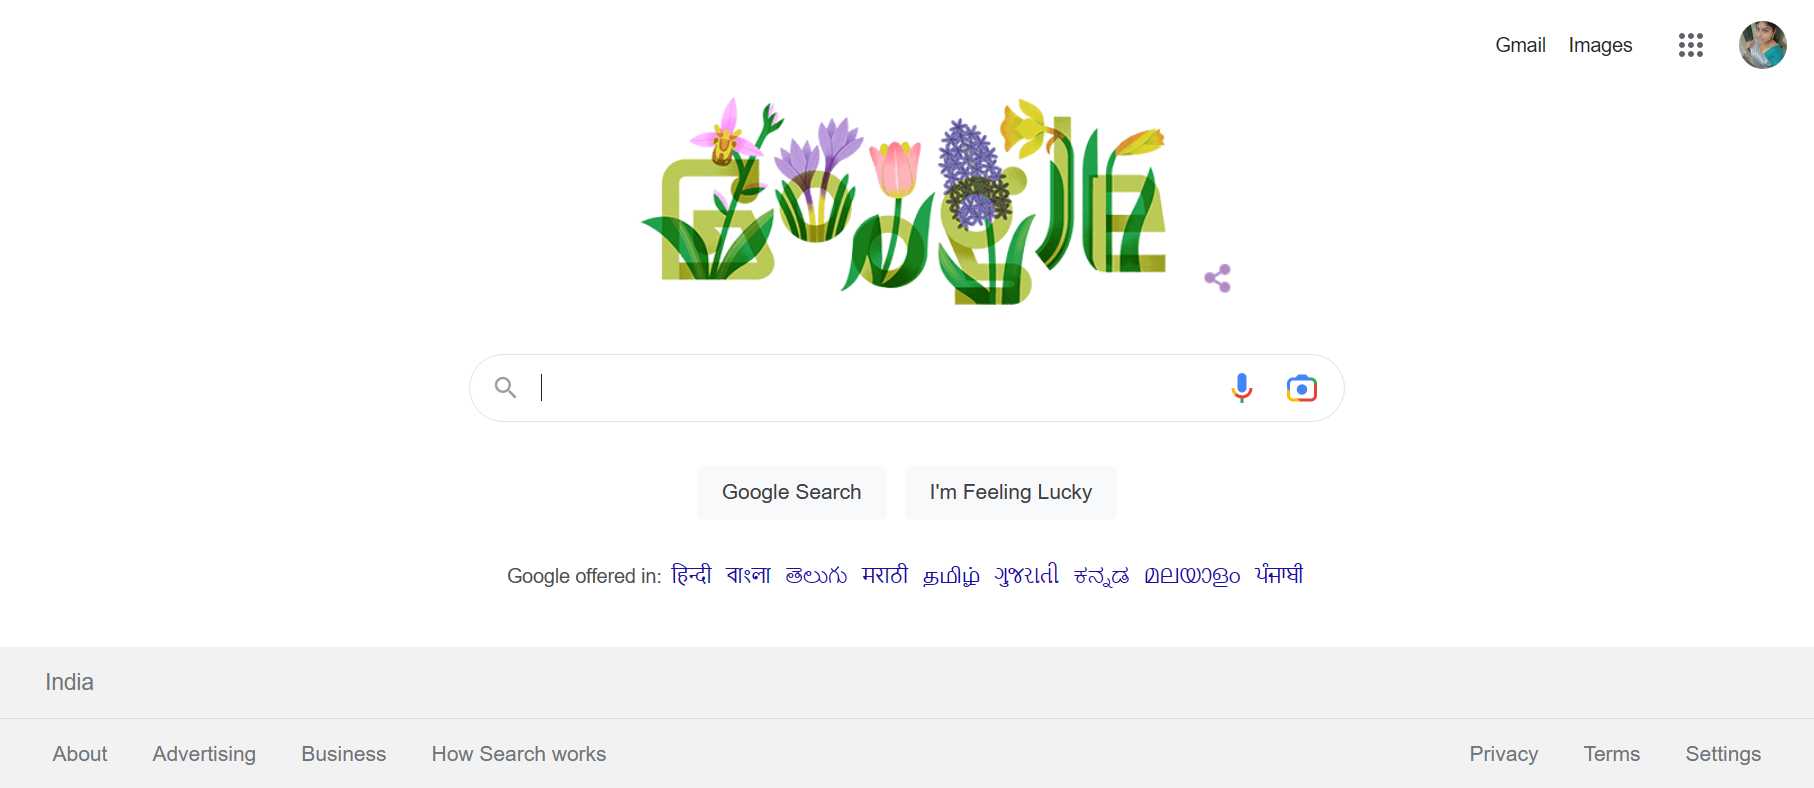 Gmail Images
Google
Google Search I'm Feeling Lucky
Google offered in: हिन्दी বাংলা తెలుగు मराठी தமிழ் ગુજરાતી ಕನ್ನಡ മലയാളം ਪੰਜਾਬੀ
India
About Advertising Business How Search works Privacy Terms Settings